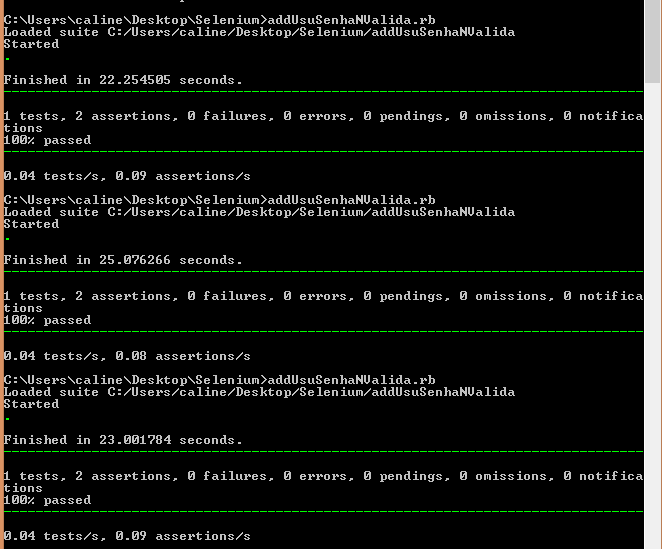 C:\Users\caline\Desktop\Selenium>addUsuSenhaNValida.rb
Loaded suite C:/Users/caline/Desktop/Selenium/addUsuSenhaNValida
Started
.
Finished in 22.254505 seconds.
1 tests, 2 assertions, 0 failures, 0 errors, 0 pendings, 0 omissions, 0 notifica
tions
100% passed
0.04 tests/s, 0.09 assertions/s
C:\Users\caline\Desktop\Selenium>addUsuSenhaNValida.rb
Loaded suite C:/Users/caline/Desktop/Selenium/addUsuSenhaNValida
Started
.
Finished in 25.076266 seconds.
1 tests, 2 assertions, 0 failures, 0 errors, 0 pendings, 0 omissions, 0 notifica
tions
100% passed
0.04 tests/s, 0.08 assertions/s
C:\Users\caline\Desktop\Selenium>addUsuSenhaNValida.rb
Loaded suite C:/Users/caline/Desktop/Selenium/addUsuSenhaNValida
Started
.
Finished in 23.001784 seconds.
1 tests, 2 assertions, 0 failures, 0 errors, 0 pendings, 0 omissions, 0 notifica
tions
100% passed
0.04 tests/s, 0.09 assertions/s